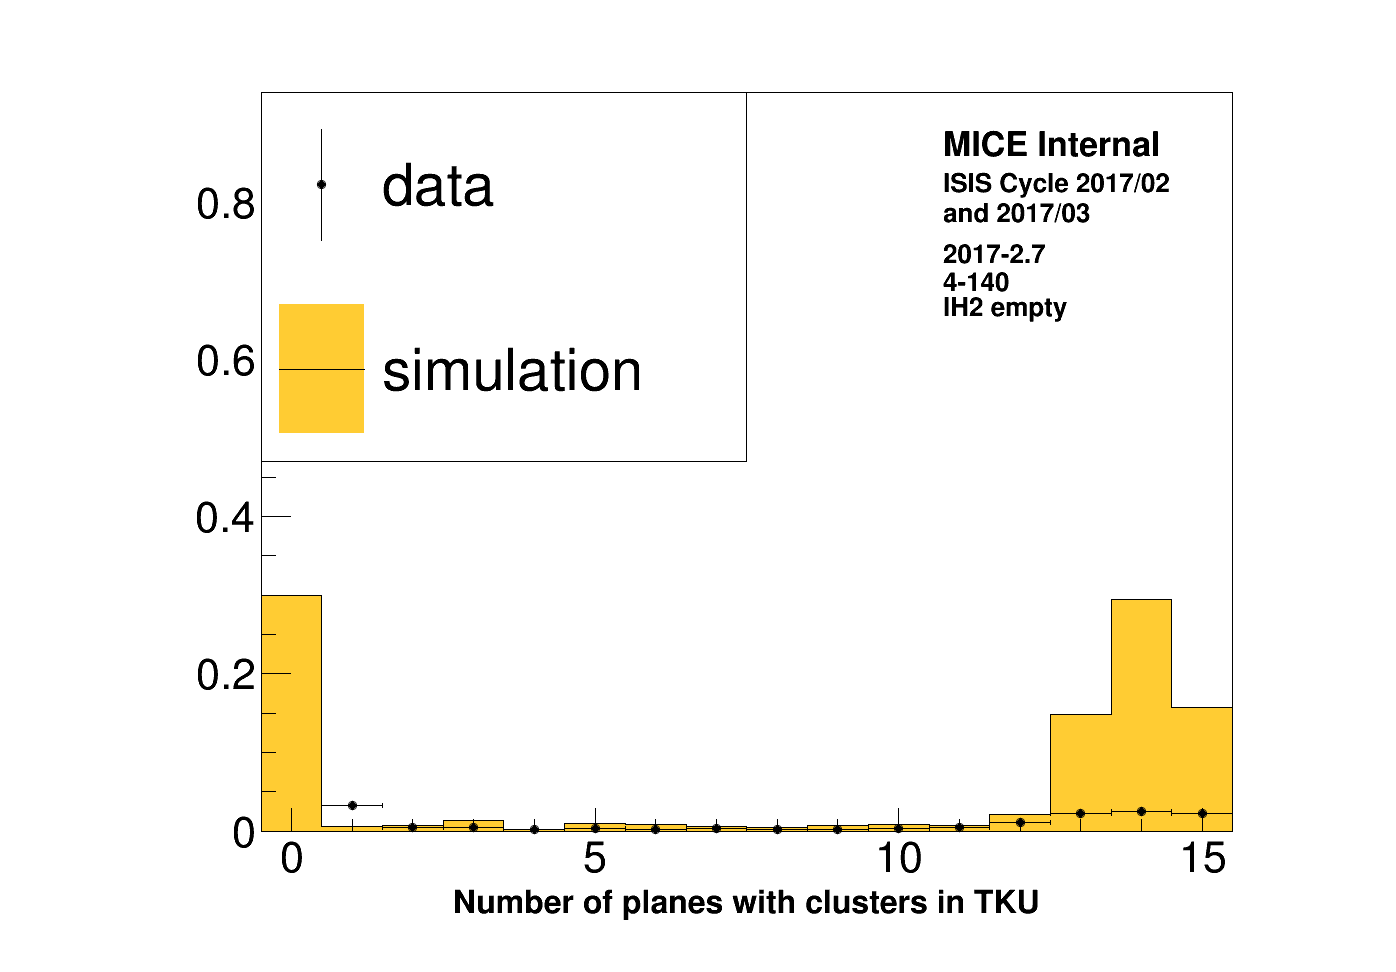 data
simulation
MICE Internal
ISIS Cycle 2017/02
and 2017/03
2017-2.7
4-140
lH2 empty
0.8
0.6
0.4
0.2
0
0 5 10 15
Number of planes with clusters in TKU